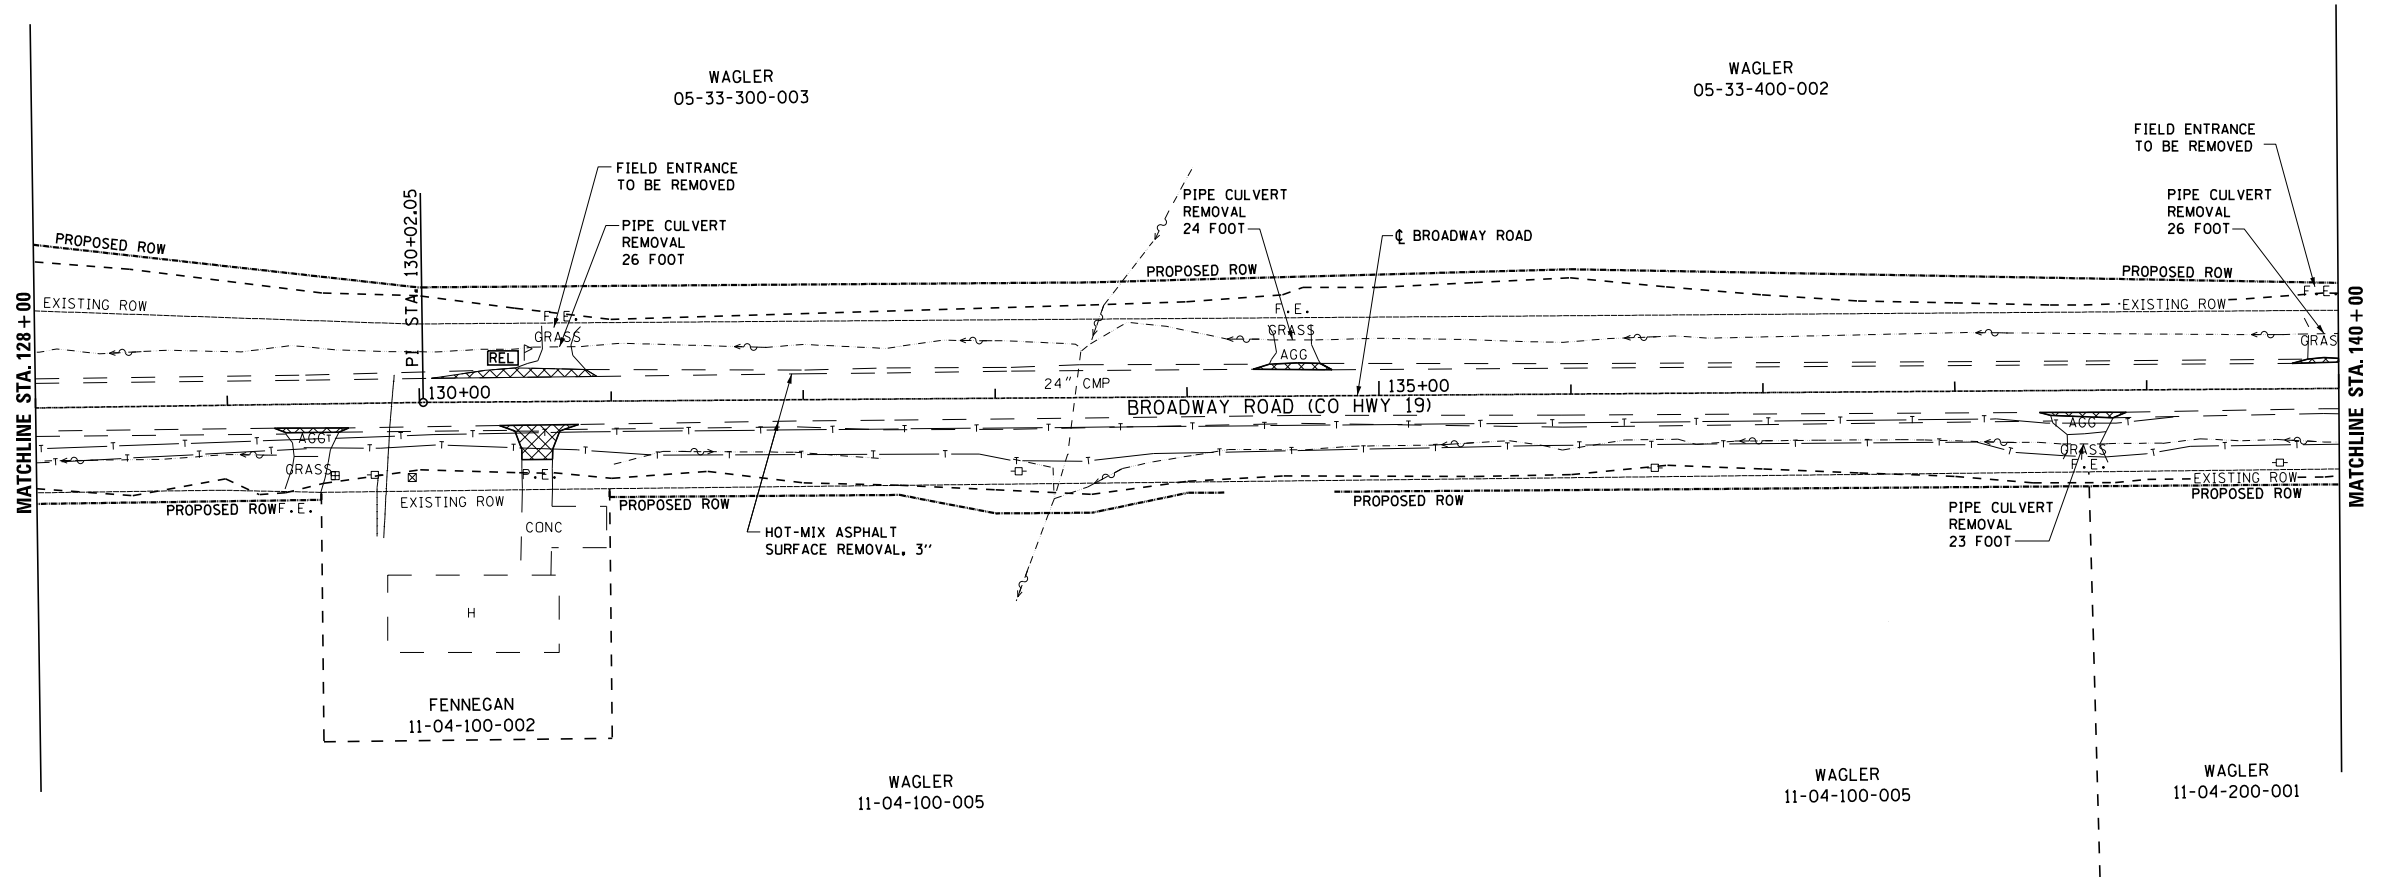 WAGLER
05-33-300-003
WAGLER
05-33-400-002
FIELD ENTRANCE
TO BE REMOVED
FIELD ENTRANCE
TO BE REMOVED
PIPE CULVERT
REMOVAL
26 FOOT
PIPE CULVERT
REMOVAL
24 FOOT
PIPE CULVERT
REMOVAL
26 FOOT
℄ BROADWAY ROAD
PI STA. 130+02.05
PROPOSED ROW
PROPOSED ROW
PROPOSED ROW
EXISTING ROW
EXISTING ROW
F.E.
GRASS
REL
F.E.
GRASS
AGG
F.E.
GRAS
MATCHLINE STA. 128+00
MATCHLINE STA. 140+00
24" CMP
130+00
135+00
BROADWAY ROAD (CO HWY 19)
AGG
GRASS
F.E.
F.E.
AGG
GRASS
F.E.
T T T T T T T T T T T T T T T T T T T T T T T T T T T T T
EXISTING ROW
EXISTING ROW
PROPOSED ROW
PROPOSED ROW
PROPOSED ROW
PROPOSED ROW
CONC
HOT-MIX ASPHALT
SURFACE REMOVAL, 3"
PIPE CULVERT
REMOVAL
23 FOOT
H
FENNEGAN
11-04-100-002
WAGLER
11-04-100-005
WAGLER
11-04-100-005
WAGLER
11-04-200-001